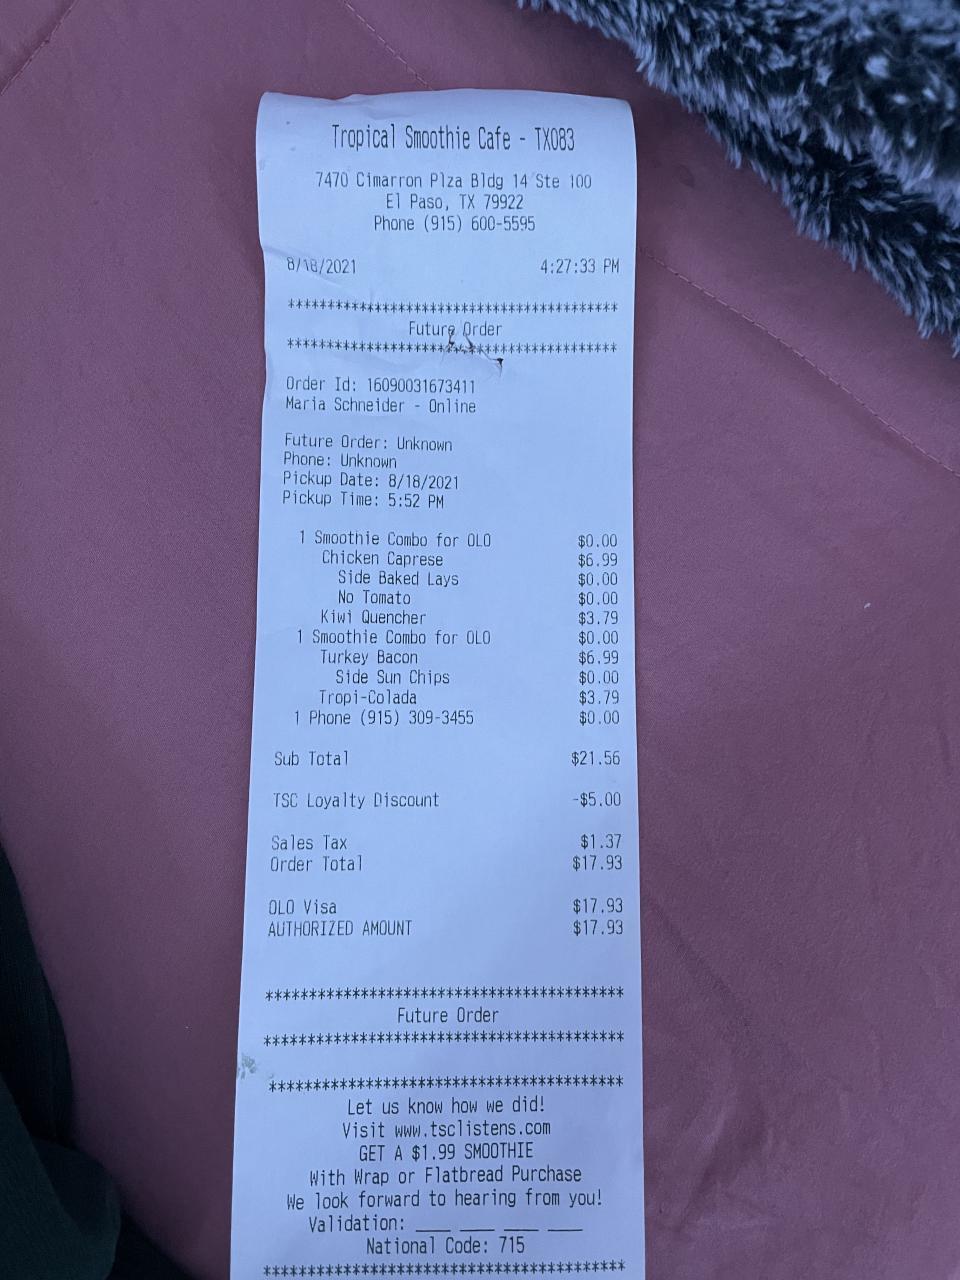 Tropical Smoothie Cafe - TX083
7470 Cimarron Plza Bldg 14 Ste 100
El Paso, TX 79922
Phone (915) 600-5595
8/18/2021 4:27:33 PM
****************************************
Future Order
****************************************
Order Id: 16090031673411
Maria Schneider - Online
Future Order: Unknown
Phone: Unknown
Pickup Date: 8/18/2021
Pickup Time: 5:52 PM
1 Smoothie Combo for OLO $0.00
Chicken Caprese $6.99
Side Baked Lays $0.00
No Tomato $0.00
Kiwi Quencher $3.79
1 Smoothie Combo for OLO $0.00
Turkey Bacon $6.99
Side Sun Chips $0.00
Tropi-Colada $3.79
1 Phone (915) 309-3455 $0.00
Sub Total $21.56
TSC Loyalty Discount -$5.00
Sales Tax $1.37
Order Total $17.93
OLO Visa $17.93
AUTHORIZED AMOUNT $17.93
****************************************
Future Order
****************************************
****************************************
Let us know how we did!
Visit www.tsclistens.com
GET A $1.99 SMOOTHIE
With Wrap or Flatbread Purchase
We look forward to hearing from you!
Validation: ____ ____ ____ ____
National Code: 715
****************************************